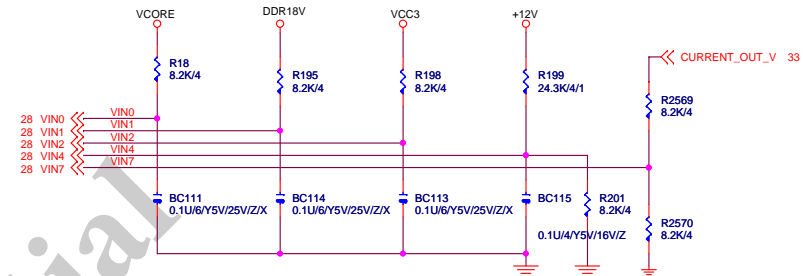 VCORE
DDR18V
VCC3
+12V
CURRENT_OUT_V 33
R18
8.2K/4
R195
8.2K/4
R198
8.2K/4
R199
24.3K/4/1
R2569
8.2K/4
28 VIN0 VIN0
28 VIN1 VIN1
28 VIN2 VIN2
28 VIN4 VIN4
28 VIN7 VIN7
BC111
0.1U/6/Y5V/25V/Z/X
BC114
0.1U/6/Y5V/25V/Z/X
BC113
0.1U/6/Y5V/25V/Z/X
BC115
0.1U/4/Y5V/16V/Z
R201
8.2K/4
R2570
8.2K/4
ial